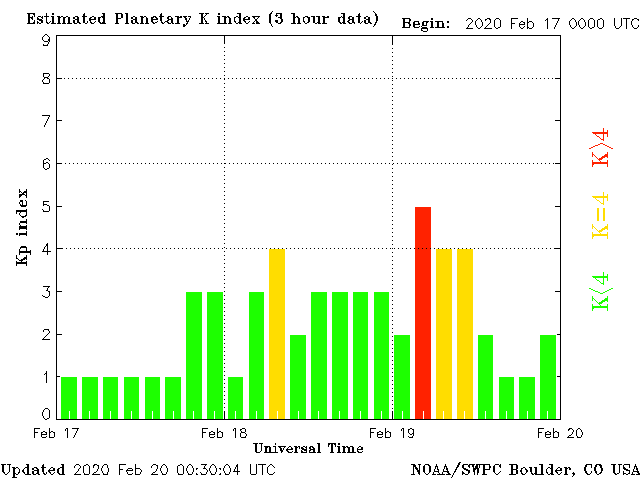 Estimated Planetary K index (3 hour data) Begin: 2020 Feb 17 0000 UTC
9
8
7
6
5
4
3
2
1
0
Kp index
K>4
K=4
K<4
Feb 17 Feb 18 Feb 19 Feb 20
Universal Time
Updated 2020 Feb 20 00:30:04 UTC NOAA/SWPC Boulder, CO USA